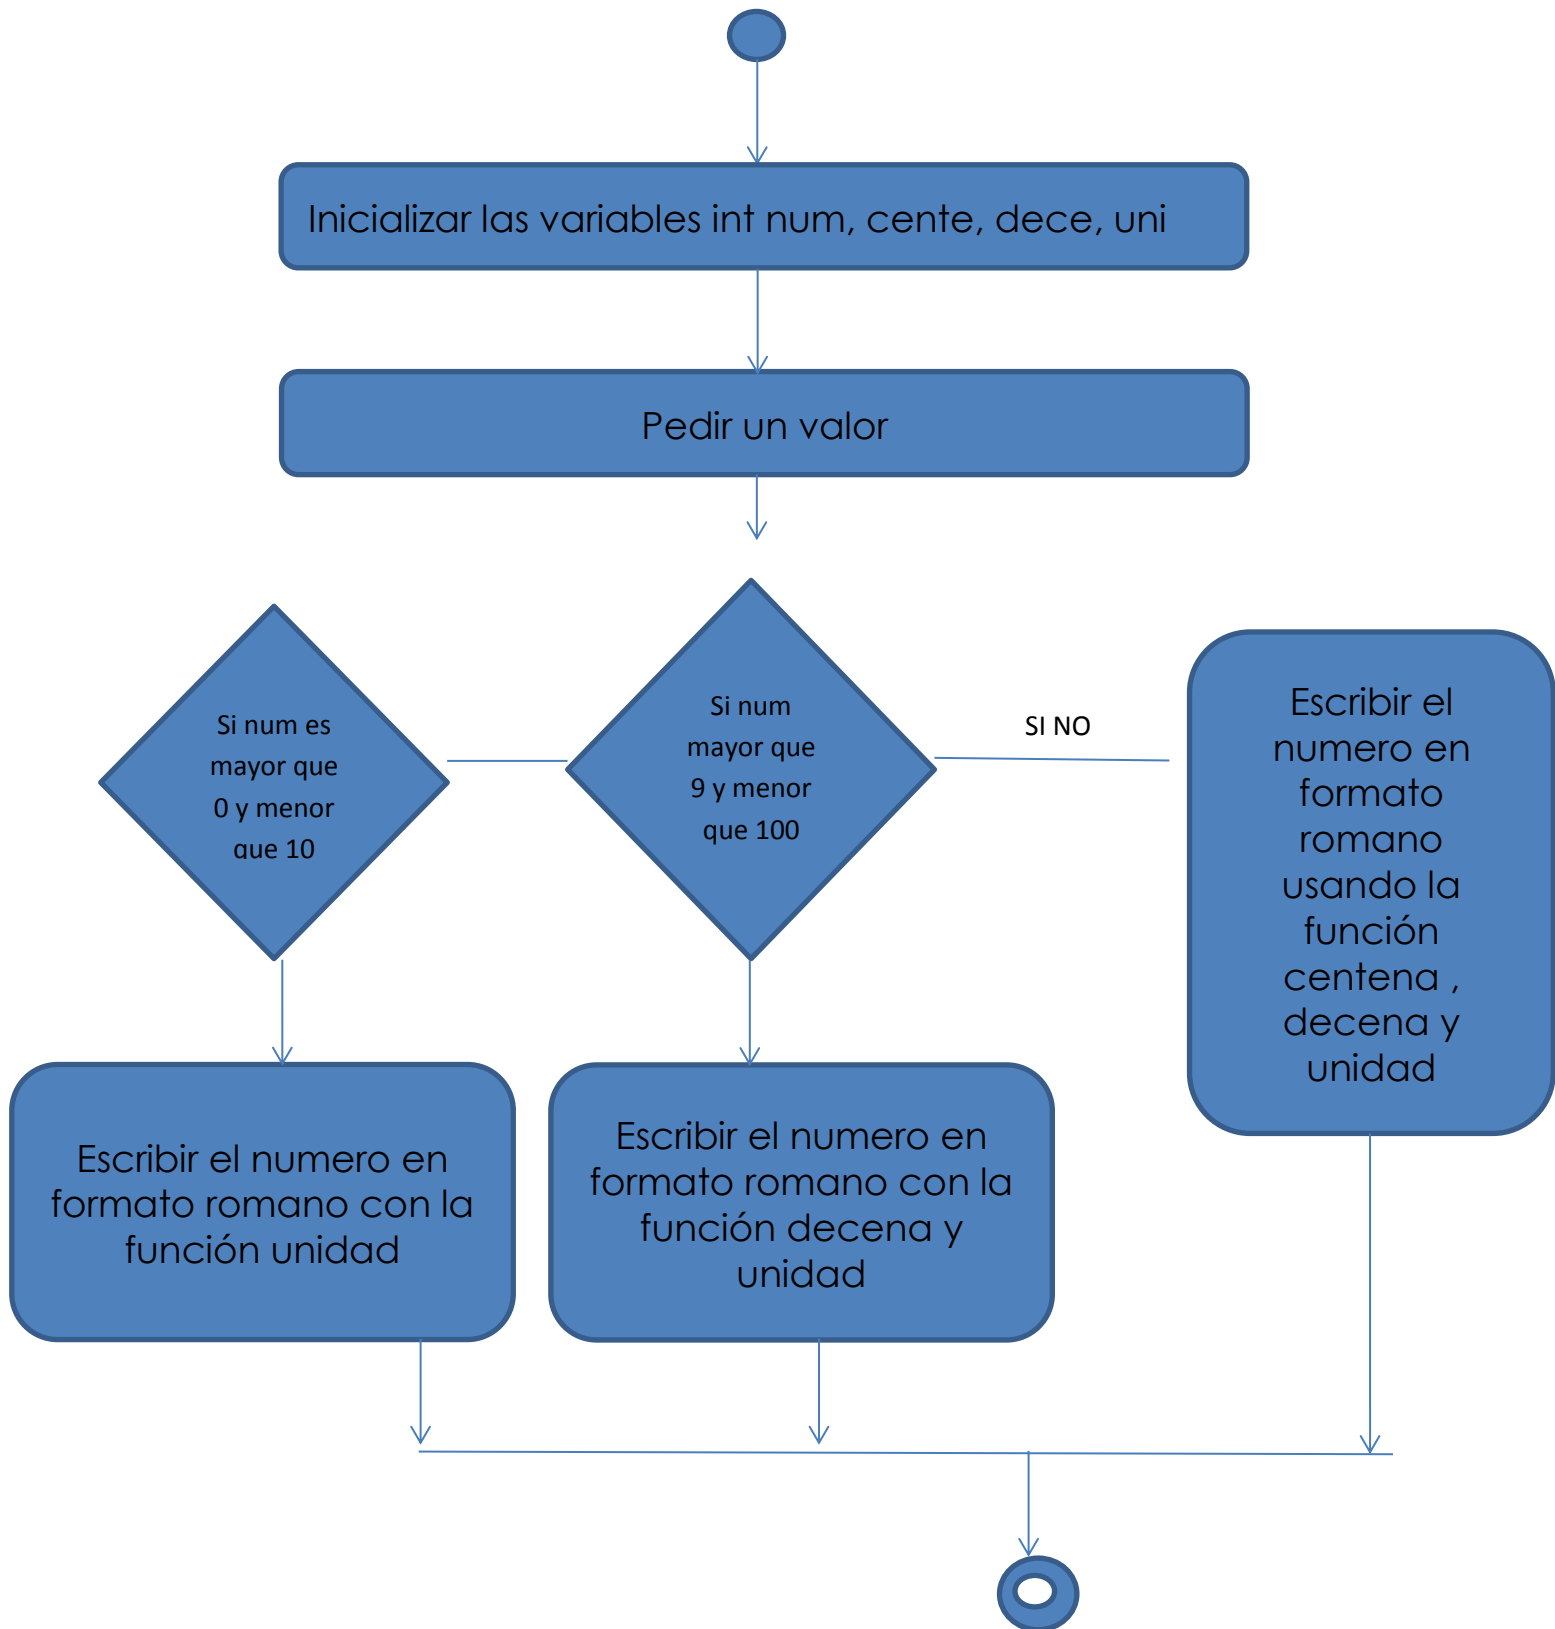 Inicializar las variables int num, cente, dece, uni
Pedir un valor
Si num es
mayor que
0 y menor
que 10
Si num
mayor que
9 y menor
que 100
SI NO
Escribir el
numero en
formato
romano
usando la
función
centena ,
decena y
unidad
Escribir el numero en
formato romano con la
función unidad
Escribir el numero en
formato romano con la
función decena y
unidad